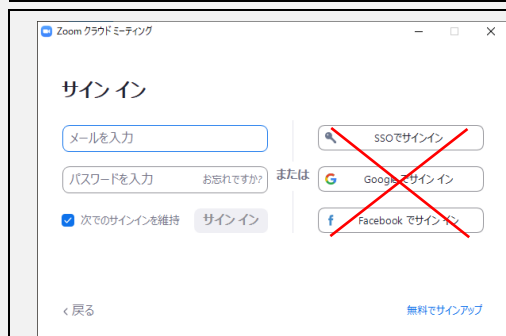 Zoom クラウド ミーティング
サイン イン
メールを入力
パスワードを入力 お忘れですか?
次でのサインインを維持 サイン イン
または
SSOでサインイン
Google でサイン イン
Facebook でサイン イン
戻る
無料でサインアップ